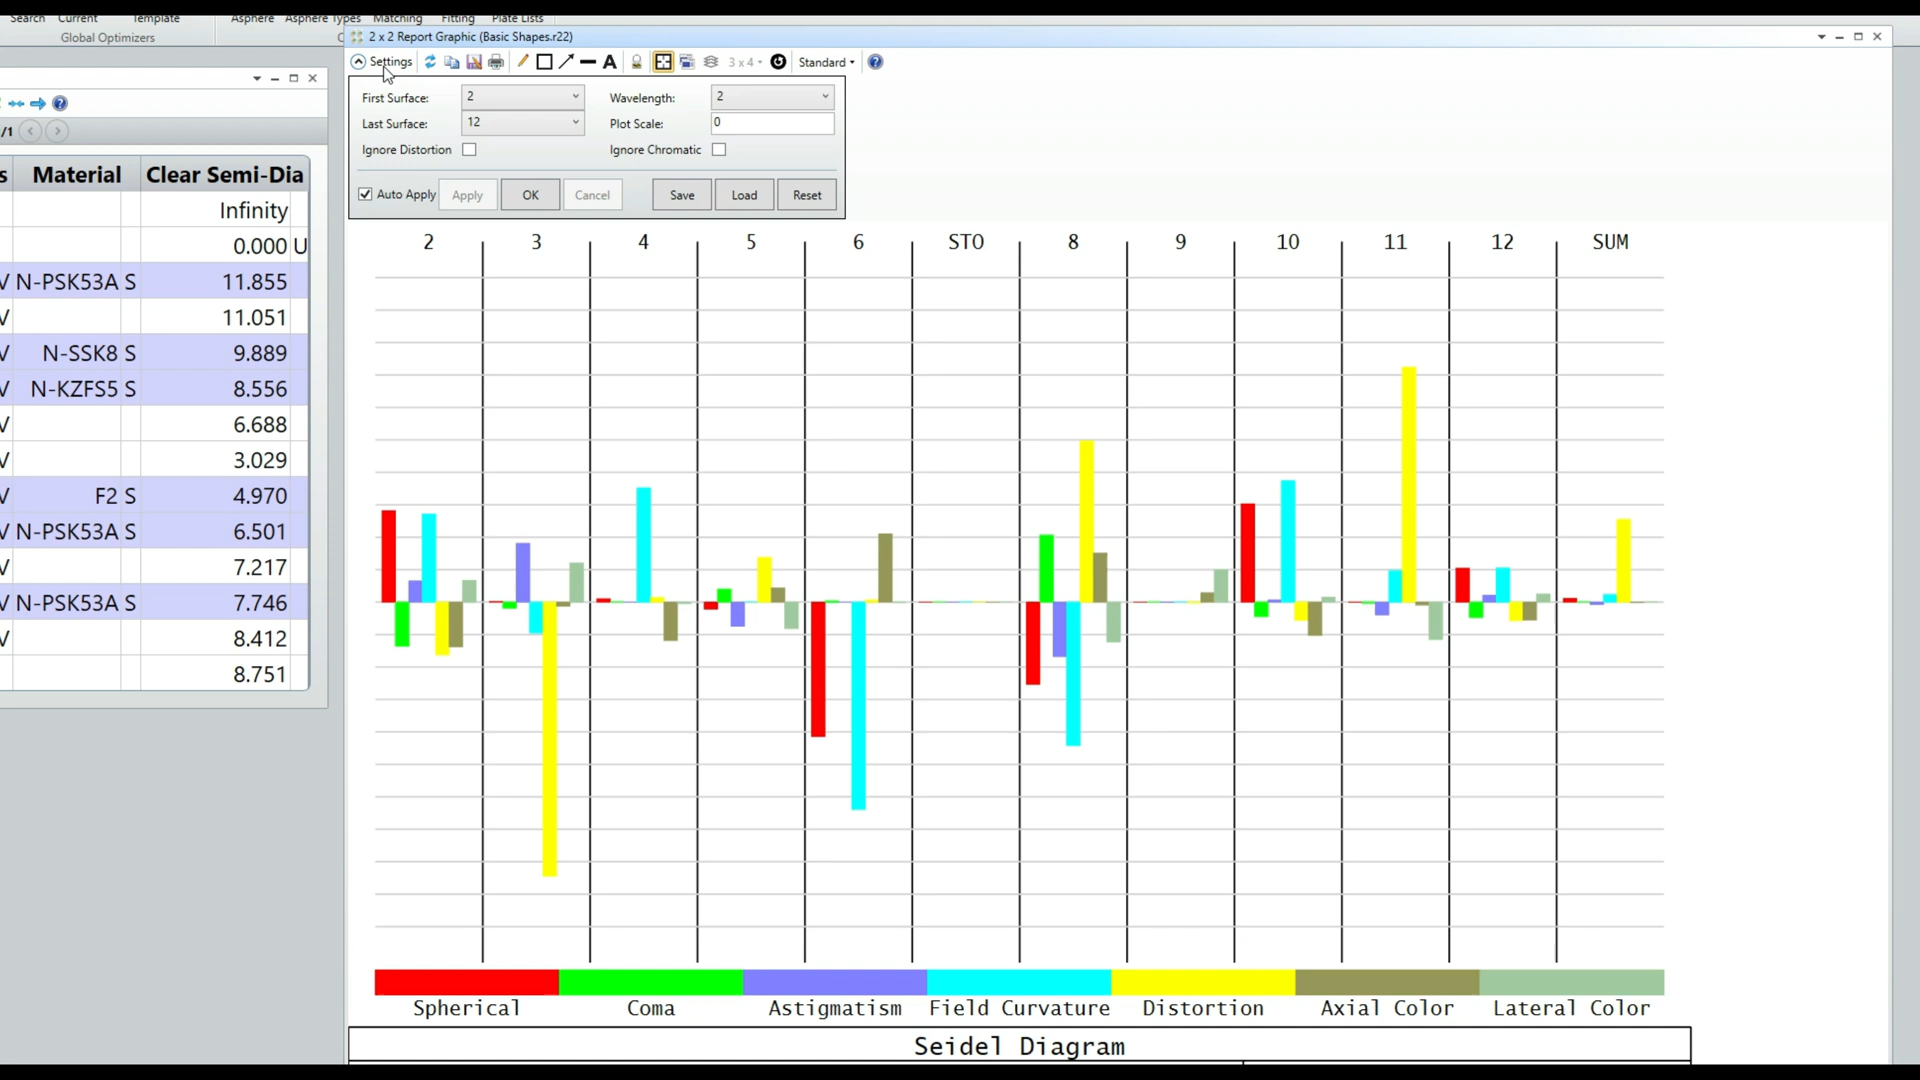 Search Current Template Asphere Asphere Types Matching Fitting Plate Lists
Global Optimizers
2 x 2 Report Graphic (Basic Shapes.r22)
Settings
3 x 4
Standard
First Surface: 2 Wavelength: 2
Last Surface: 12 Plot Scale: 0
Ignore Distortion Ignore Chromatic
Auto Apply Apply OK Cancel Save Load Reset
/1
s Material Clear Semi-Dia
Infinity
0.000 U
V N-PSK53A S 11.855
V 11.051
V N-SSK8 S 9.889
V N-KZFS5 S 8.556
V 6.688
V 3.029
V F2 S 4.970
V N-PSK53A S 6.501
V 7.217
V N-PSK53A S 7.746
V 8.412
8.751
2 3 4 5 6 STO 8 9 10 11 12 SUM
Spherical Coma Astigmatism Field Curvature Distortion Axial Color Lateral Color
Seidel Diagram